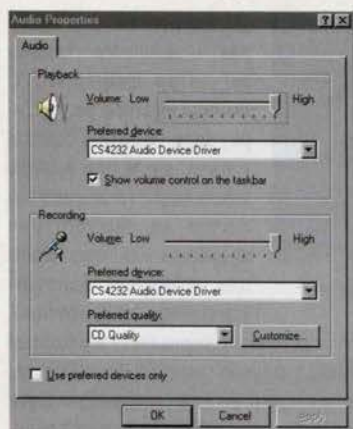 Audio Properties
Audio
Playback
Volume: Low High
Preferred device:
CS4232 Audio Device Driver
Show volume control on the taskbar
Recording
Volume: Low High
Preferred device:
CS4232 Audio Device Driver
Preferred quality:
CD Quality Customize...
Use preferred devices only
OK Cancel Apply